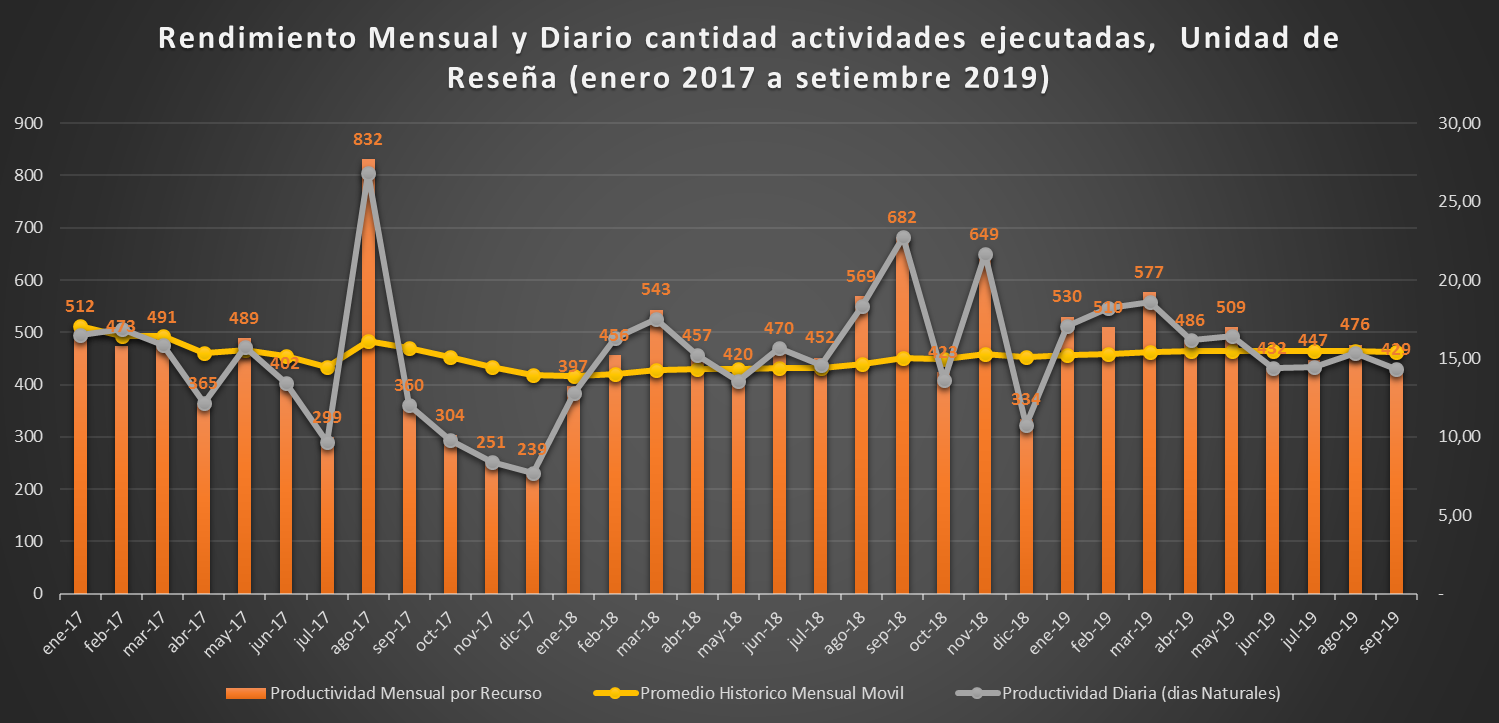 Rendimiento Mensual y Diario cantidad actividades ejecutadas, Unidad de
Reseña (enero 2017 a setiembre 2019)
900
800
700
600
500
400
300
200
100
0
30,00
25,00
20,00
15,00
10,00
5,00
-
512
473
491
365
489
402
299
832
360
304
251
239
397
456
543
457
420
470
452
569
682
649
334
530
577
486
509
432
447
476
429
ene-17
feb-17
mar-17
abr-17
may-17
jun-17
jul-17
ago-17
sep-17
oct-17
nov-17
dic-17
ene-18
feb-18
mar-18
abr-18
may-18
jun-18
jul-18
ago-18
sep-18
oct-18
nov-18
dic-18
ene-19
feb-19
mar-19
abr-19
may-19
jun-19
jul-19
ago-19
sep-19
Productividad Mensual por Recurso
Promedio Historico Mensual Movil
Productividad Diaria (dias Naturales)